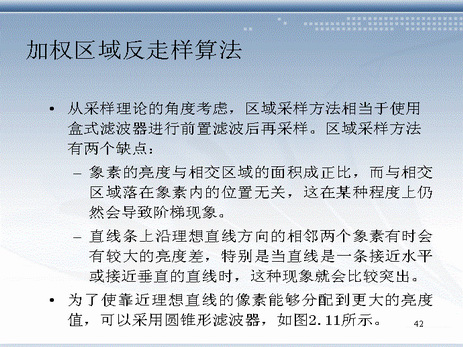 加权区域反走样算法
• 从采样理论的角度考虑，区域采样方法相当于使用
盒式滤波器进行前置滤波后再采样。区域采样方法
有两个缺点：
– 象素的亮度与相交区域的面积成正比，而与相交
区域落在象素内的位置无关，这在某种程度上仍
然会导致阶梯现象。
– 直线条上沿理想直线方向的相邻两个象素有时会
有较大的亮度差，特别是当直线是一条接近水平
或接近垂直的直线时，这种现象就会比较突出。
• 为了使靠近理想直线的像素能够分配到更大的亮度
值，可以采用圆锥形滤波器，如图2.11所示。
42